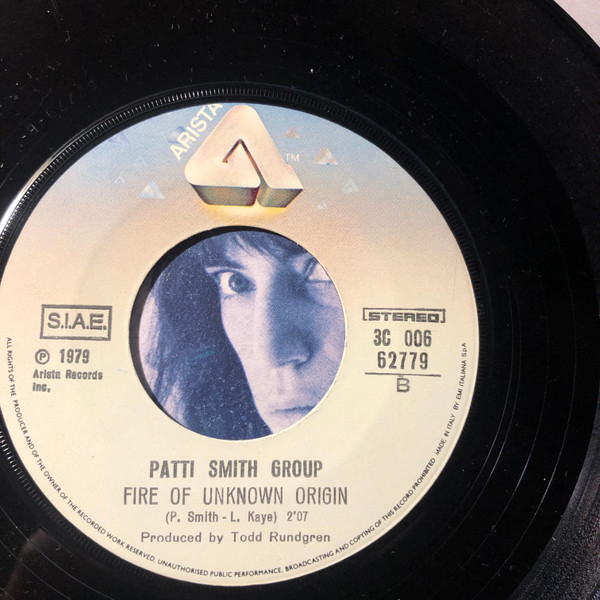 ARISTA
TM
S.I.A.E.
Ⓟ 1979
Arista Records
Inc.
STEREO
3C 006
62779
B
PATTI SMITH GROUP
FIRE OF UNKNOWN ORIGIN
(P. Smith - L. Kaye) 2'07
Produced by Todd Rundgren
ALL RIGHTS OF THE PRODUCER AND OF THE OWNER OF THE RECORDED WORK RESERVED. UNAUTHORISED PUBLIC PERFORMANCE, BROADCASTING AND COPYING OF THIS RECORD PROHIBITED MADE IN ITALY BY EMI ITALIANA S.p.A